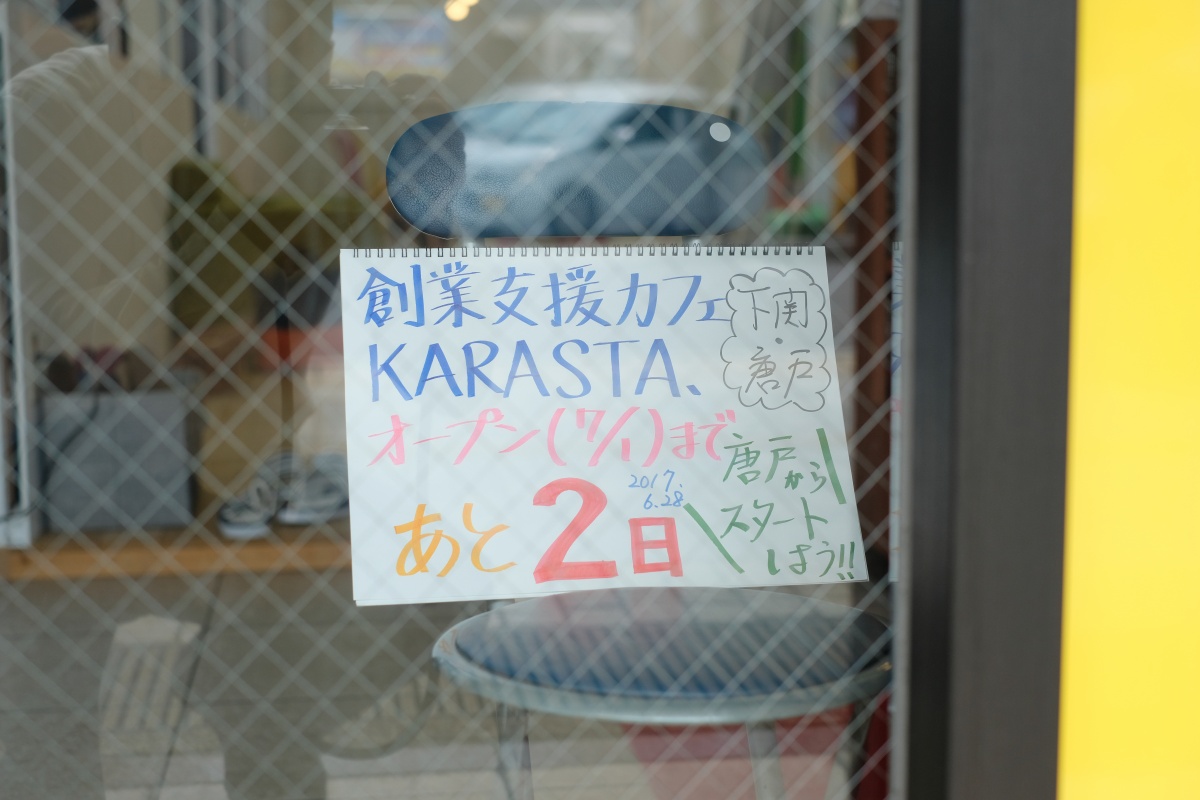 創業支援カフェ
KARASTA、
下関・
唐戸
オープン(7/1)まで
あと2日
2017.
6.28
唐戸から
スタート
しよう!!